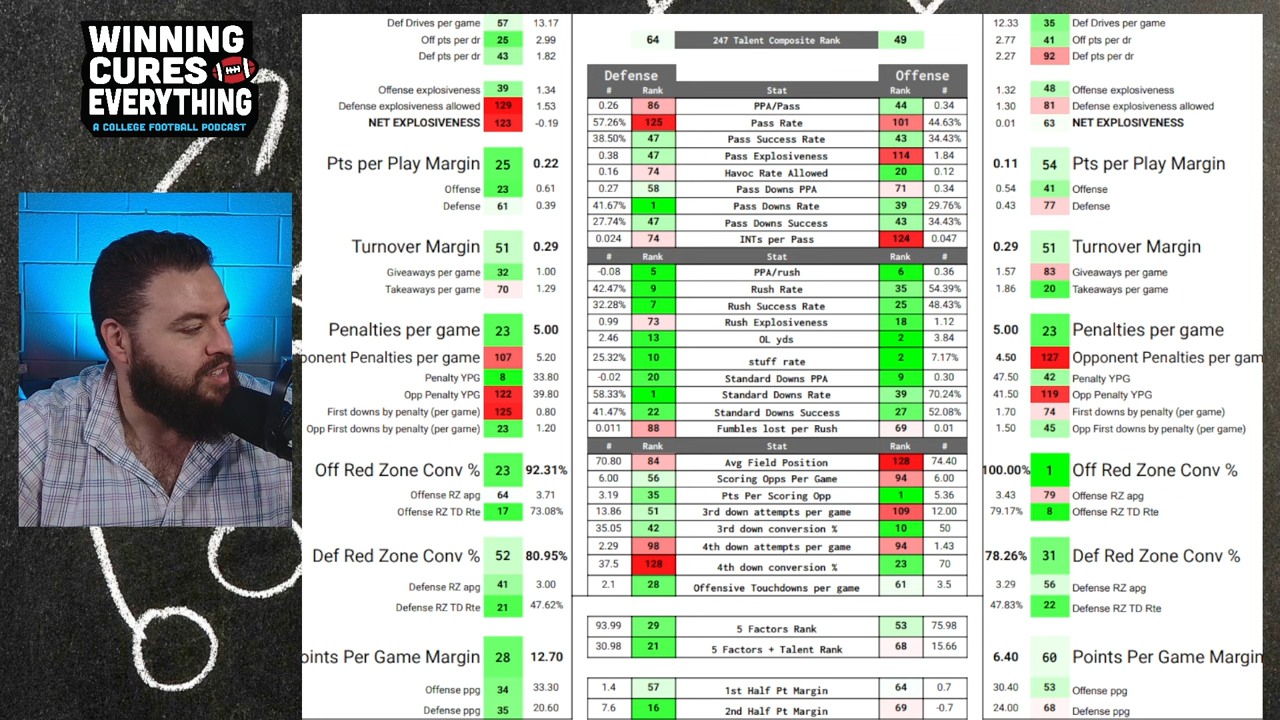 WINNING
CURES
EVERYTHING
A COLLEGE FOOTBALL PODCAST
Def Drives per game 57 13.17
Off pts per dr 25 2.99
Def pts per dr 43 1.82
Offense explosiveness 39 1.34
Defense explosiveness allowed 129 1.53
NET EXPLOSIVENESS 123 -0.19
Pts per Play Margin 25 0.22
Offense 23 0.61
Defense 61 0.39
Turnover Margin 51 0.29
Giveaways per game 32 1.00
Takeaways per game 70 1.29
Penalties per game 23 5.00
ponent Penalties per game 107 5.20
Penalty YPG 8 33.80
Opp Penalty YPG 122 39.80
First downs by penalty (per game) 125 0.80
Opp First downs by penalty (per game) 23 1.20
Off Red Zone Conv % 23 92.31%
Offense RZ apg 64 3.71
Offense RZ TD Rte 17 73.08%
Def Red Zone Conv % 52 80.95%
Defense RZ apg 41 3.00
Defense RZ TD Rte 21 47.62%
oints Per Game Margin 28 12.70
Offense ppg 34 33.30
Defense ppg 35 20.60
64 247 Talent Composite Rank 49
Defense Offense
# Rank Stat Rank #
0.26 86 PPA/Pass 44 0.34
57.26% 125 Pass Rate 101 44.63%
38.50% 47 Pass Success Rate 43 34.43%
0.38 47 Pass Explosiveness 114 1.84
0.16 74 Havoc Rate Allowed 20 0.12
0.27 58 Pass Downs PPA 71 0.34
41.67% 1 Pass Downs Rate 39 29.76%
27.74% 47 Pass Downs Success 43 34.43%
0.024 74 INTs per Pass 124 0.047
# Rank Stat Rank #
-0.08 5 PPA/rush 6 0.36
42.47% 9 Rush Rate 35 54.39%
32.28% 7 Rush Success Rate 25 48.43%
0.99 73 Rush Explosiveness 18 1.12
2.46 13 OL yds 2 3.84
25.32% 10 stuff rate 2 7.17%
-0.02 20 Standard Downs PPA 9 0.30
58.33% 1 Standard Downs Rate 39 70.24%
41.47% 22 Standard Downs Success 27 52.08%
0.011 88 Fumbles lost per Rush 69 0.01
# Rank Stat Rank #
70.80 84 Avg Field Position 128 74.40
6.00 56 Scoring Opps Per Game 94 6.00
3.19 35 Pts Per Scoring Opp 1 5.36
13.86 51 3rd down attempts per game 109 12.00
35.05 42 3rd down conversion % 10 50
2.29 98 4th down attempts per game 94 1.43
37.5 128 4th down conversion % 23 70
2.1 28 Offensive Touchdowns per game 61 3.5
93.99 29 5 Factors Rank 53 75.98
30.98 21 5 Factors + Talent Rank 68 15.66
1.4 57 1st Half Pt Margin 64 0.7
7.6 16 2nd Half Pt Margin 69 -0.7
12.33 35 Def Drives per game
2.77 41 Off pts per dr
2.27 92 Def pts per dr
1.32 48 Offense explosiveness
1.30 81 Defense explosiveness allowed
0.01 63 NET EXPLOSIVENESS
0.11 54 Pts per Play Margin
0.54 41 Offense
0.43 77 Defense
0.29 51 Turnover Margin
1.57 83 Giveaways per game
1.86 20 Takeaways per game
5.00 23 Penalties per game
4.50 127 Opponent Penalties per gam
47.50 42 Penalty YPG
41.50 119 Opp Penalty YPG
1.70 74 First downs by penalty (per game)
1.50 45 Opp First downs by penalty (per game)
100.00% 1 Off Red Zone Conv %
3.43 79 Offense RZ apg
79.17% 8 Offense RZ TD Rte
78.26% 31 Def Red Zone Conv %
3.29 56 Defense RZ apg
47.83% 22 Defense RZ TD Rte
6.40 60 Points Per Game Margin
30.40 53 Offense ppg
24.00 68 Defense ppg